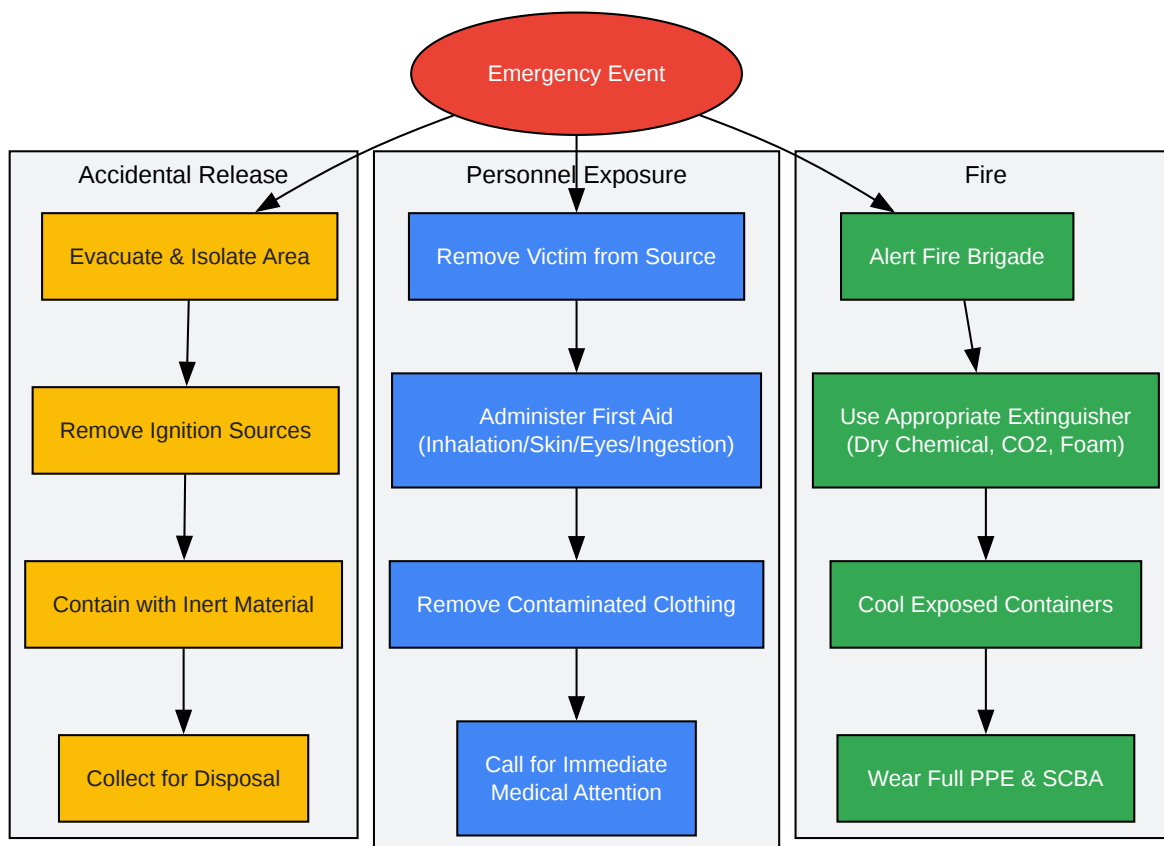 Emergency Event
Accidental Release
Evacuate & Isolate Area
Remove Ignition Sources
Contain with Inert Material
Collect for Disposal
Personnel Exposure
Remove Victim from Source
Administer First Aid
(Inhalation/Skin/Eyes/Ingestion)
Remove Contaminated Clothing
Call for Immediate
Medical Attention
Fire
Alert Fire Brigade
Use Appropriate Extinguisher
(Dry Chemical, CO2, Foam)
Cool Exposed Containers
Wear Full PPE & SCBA